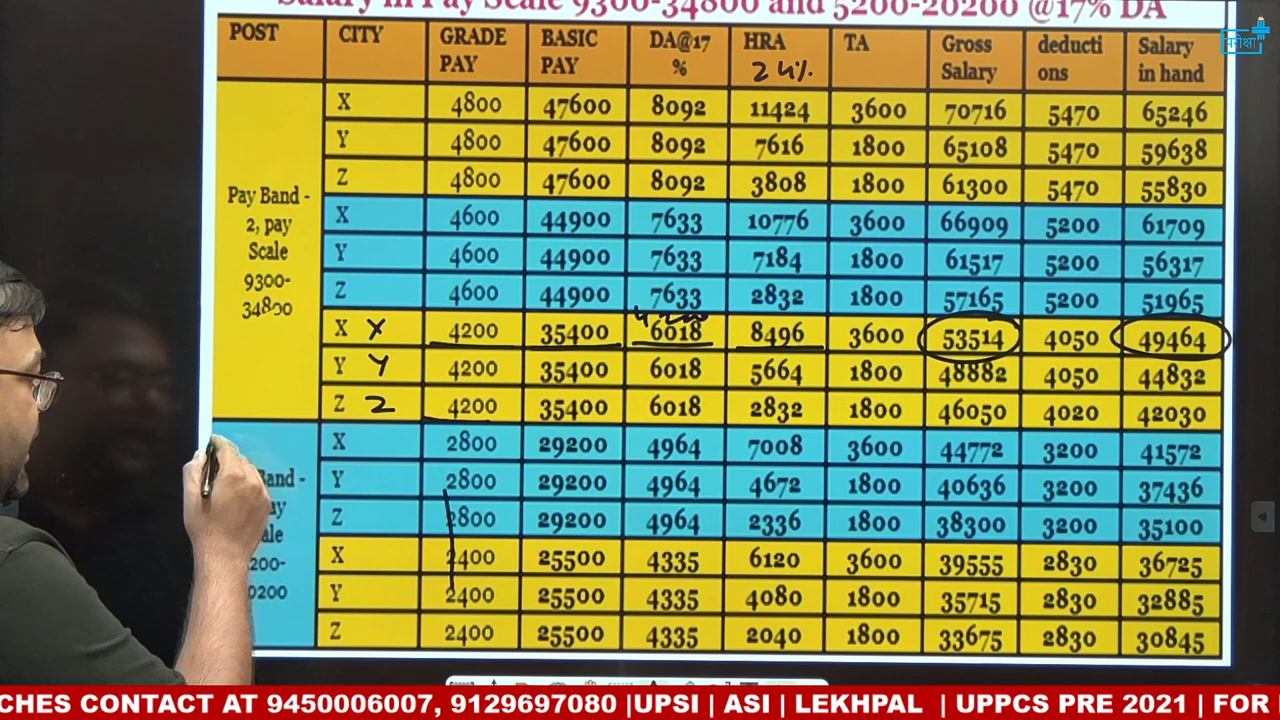 Salary in Pay Scale 9300-34800 and 5200-20200 @17% DA
परीक्षा
POST CITY GRADE PAY BASIC PAY DA@17 % HRA TA Gross Salary deducti ons Salary in hand
24%
X 4800 47600 8092 11424 3600 70716 5470 65246
Y 4800 47600 8092 7616 1800 65108 5470 59638
Z 4800 47600 8092 3808 1800 61300 5470 55830
Pay Band -
2, pay
Scale
9300-
34800
X 4600 44900 7633 10776 3600 66909 5200 61709
Y 4600 44900 7633 7184 1800 61517 5200 56317
Z 4600 44900 7633 2832 1800 57165 5200 51965
X X 4200 35400 6018 8496 3600 53514 4050 49464
Y Y 4200 35400 6018 5664 1800 48882 4050 44832
Z Z 4200 35400 6018 2832 1800 46050 4020 42030
X 2800 29200 4964 7008 3600 44772 3200 41572
Y 2800 29200 4964 4672 1800 40636 3200 37436
Z 2800 29200 4964 2336 1800 38300 3200 35100
X 2400 25500 4335 6120 3600 39555 2830 36725
Y 2400 25500 4335 4080 1800 35715 2830 32885
Z 2400 25500 4335 2040 1800 33675 2830 30845
CHES CONTACT AT 9450006007, 9129697080 |UPSI | ASI | LEKHPAL | UPPCS PRE 2021 | FOR